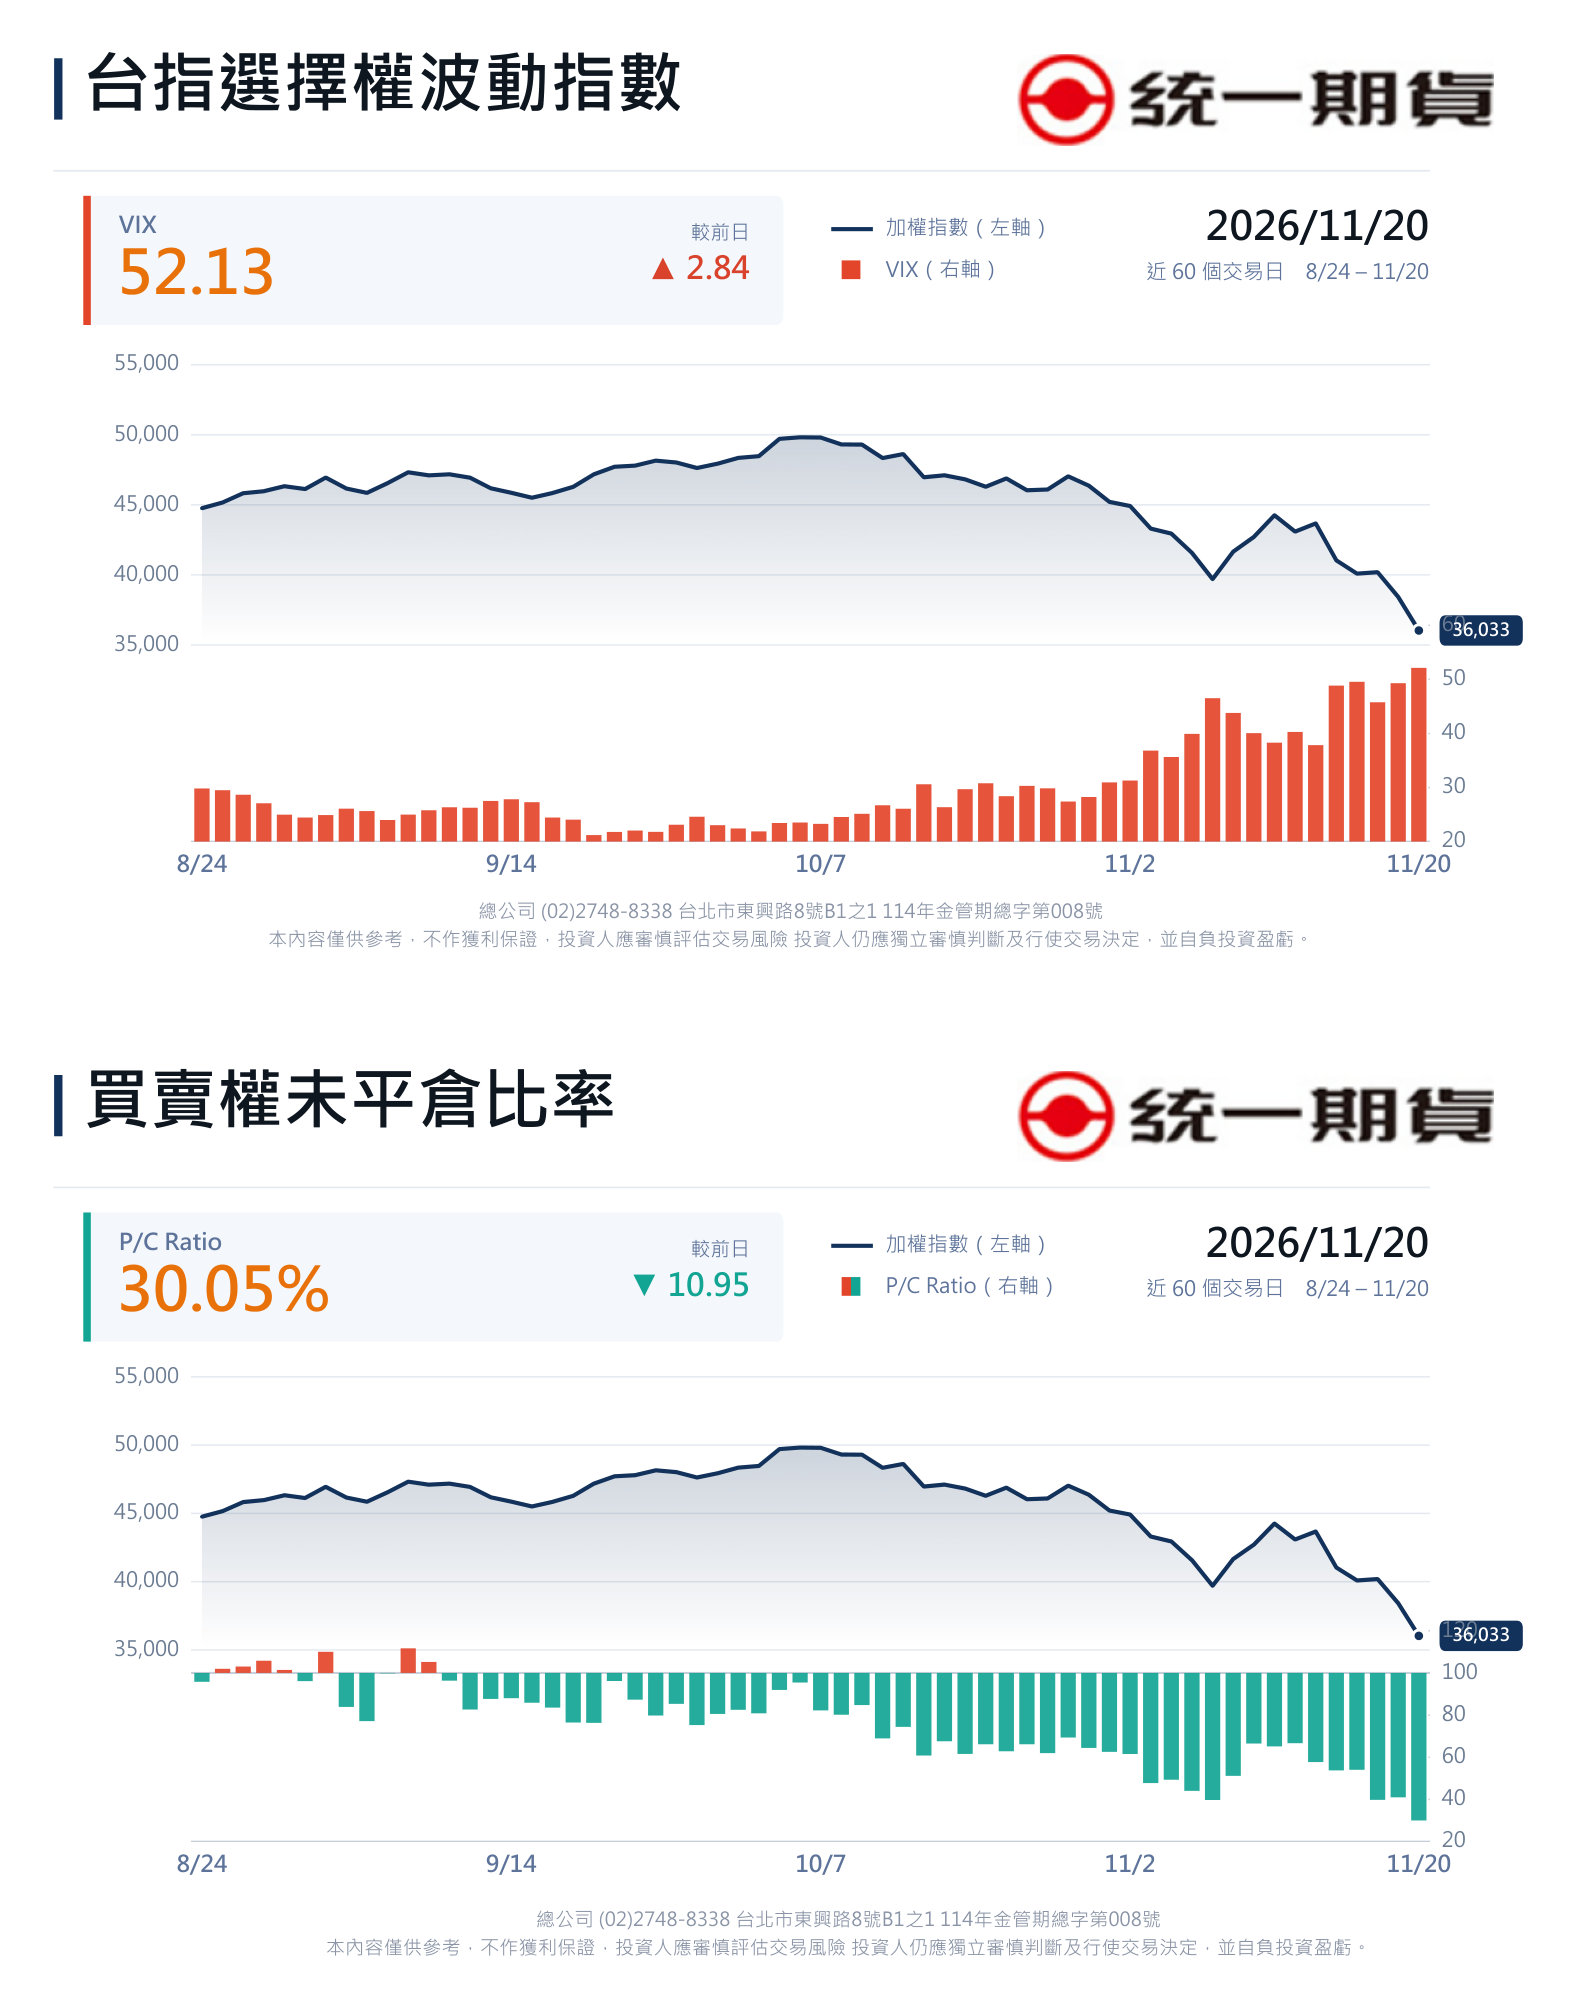 台指選擇權波動指數
統一期貨
VIX
52.13
較前日
▲ 2.84
加權指數（左軸）
VIX（右軸）
2026/11/20
近 60 個交易日 8/24 – 11/20
55,000
50,000
45,000
40,000
35,000
60
36,033
50
40
30
20
8/24
9/14
10/7
11/2
11/20
總公司 (02)2748-8338 台北市東興路8號B1之1 114年金管期總字第008號
本內容僅供參考，不作獲利保證，投資人應審慎評估交易風險 投資人仍應獨立審慎判斷及行使交易決定，並自負投資盈虧。
買賣權未平倉比率
統一期貨
P/C Ratio
30.05%
較前日
▼ 10.95
加權指數（左軸）
P/C Ratio（右軸）
2026/11/20
近 60 個交易日 8/24 – 11/20
55,000
50,000
45,000
40,000
35,000
120
36,033
100
80
60
40
20
8/24
9/14
10/7
11/2
11/20
總公司 (02)2748-8338 台北市東興路8號B1之1 114年金管期總字第008號
本內容僅供參考，不作獲利保證，投資人應審慎評估交易風險 投資人仍應獨立審慎判斷及行使交易決定，並自負投資盈虧。